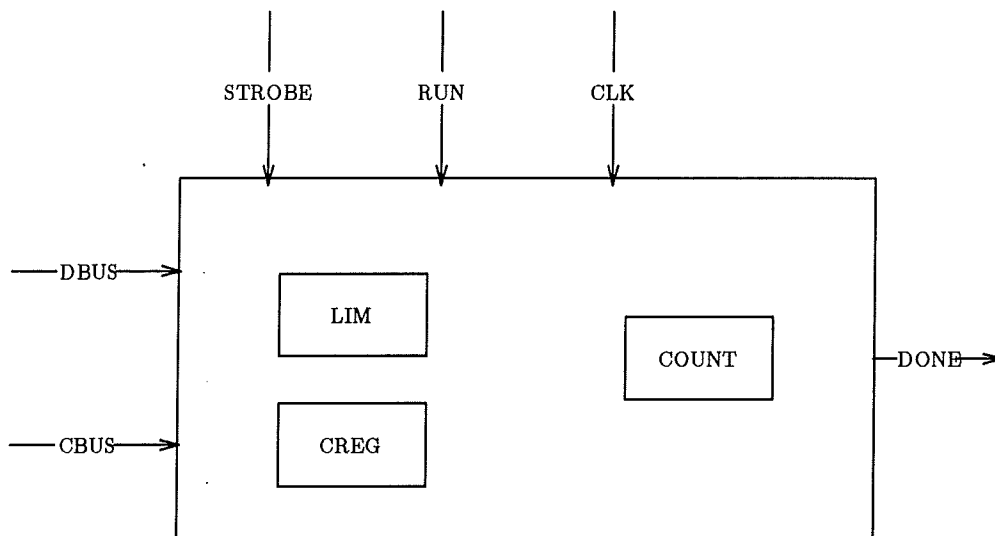 STROBE RUN CLK
DBUS
LIM
COUNT
DONE
CBUS
CREG